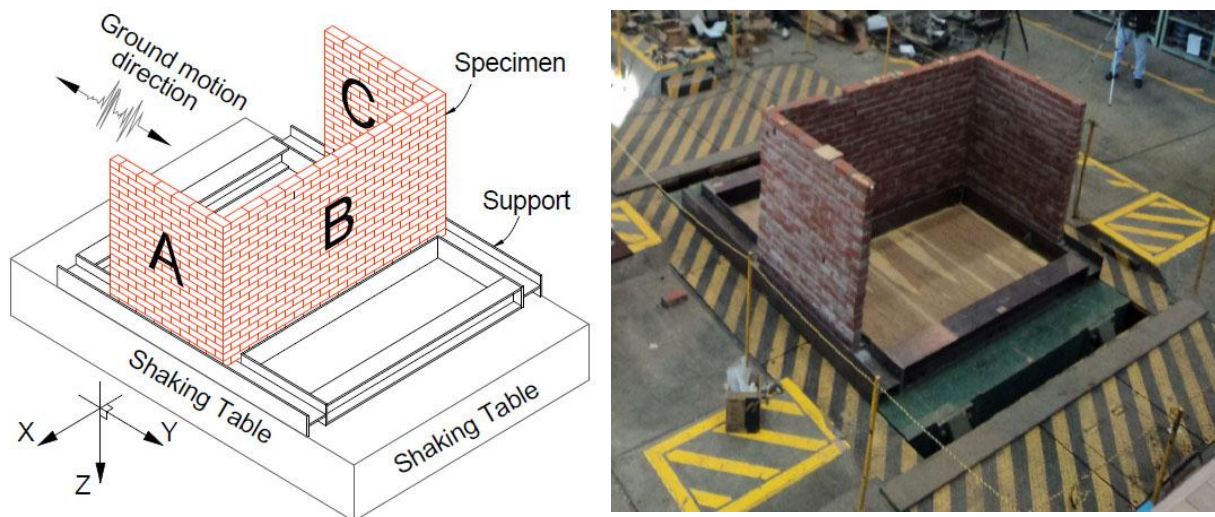 Ground motion
direction
Specimen
C
Support
B
A
Shaking Table
Shaking Table
X
Y
Z